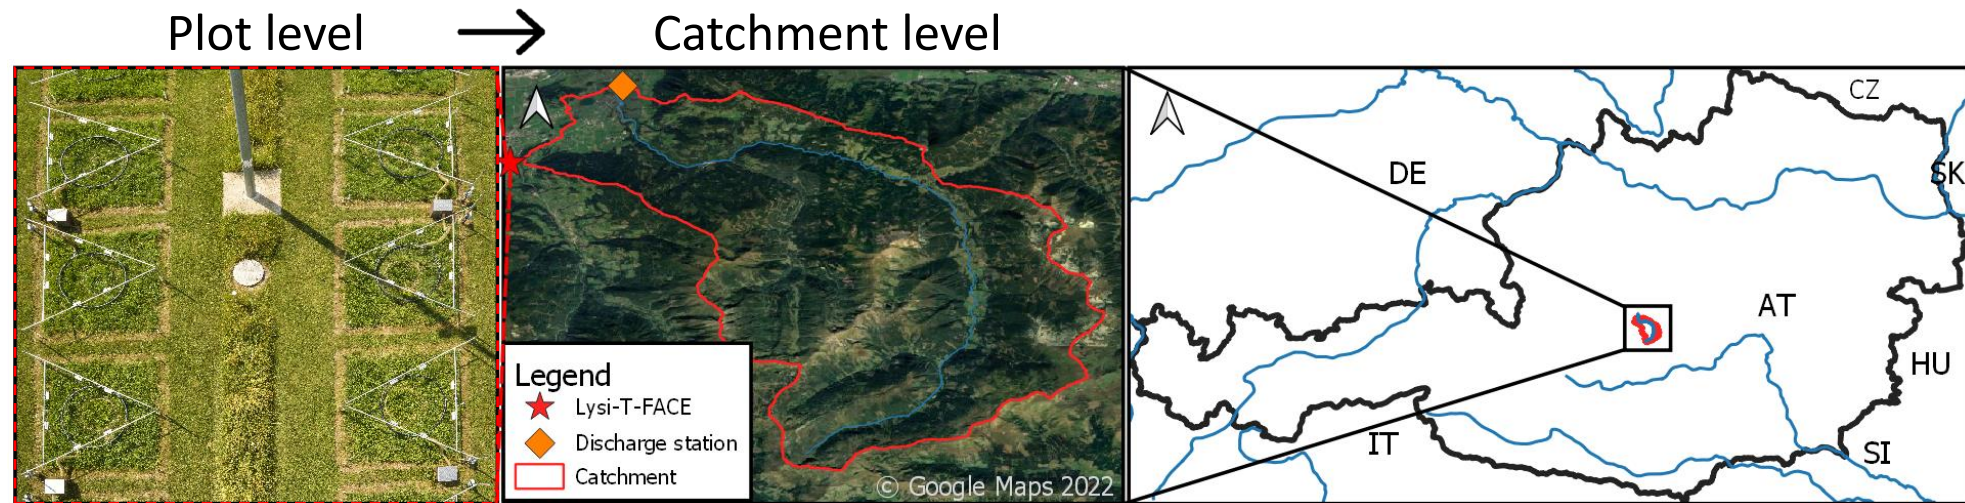 Plot level
Catchment level
CZ
DE
SK
AT
HU
IT
SI
Legend
Lysi-T-FACE
Discharge station
Catchment
© Google Maps 2022